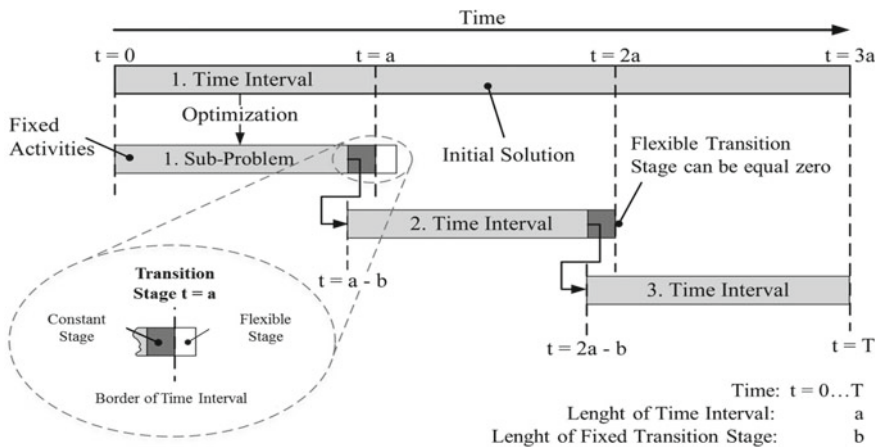 Time
t = 0
t = a
t = 2a
t = 3a
1. Time Interval
Optimization
Fixed
Activities
1. Sub-Problem
Initial Solution
Flexible Transition
Stage can be equal zero
2. Time Interval
t = a - b
Transition
Stage t = a
Constant
Stage
Flexible
Stage
Border of Time Interval
3. Time Interval
t = 2a - b
t = T
Time: t = 0…T
Lenght of Time Interval: a
Lenght of Fixed Transition Stage: b